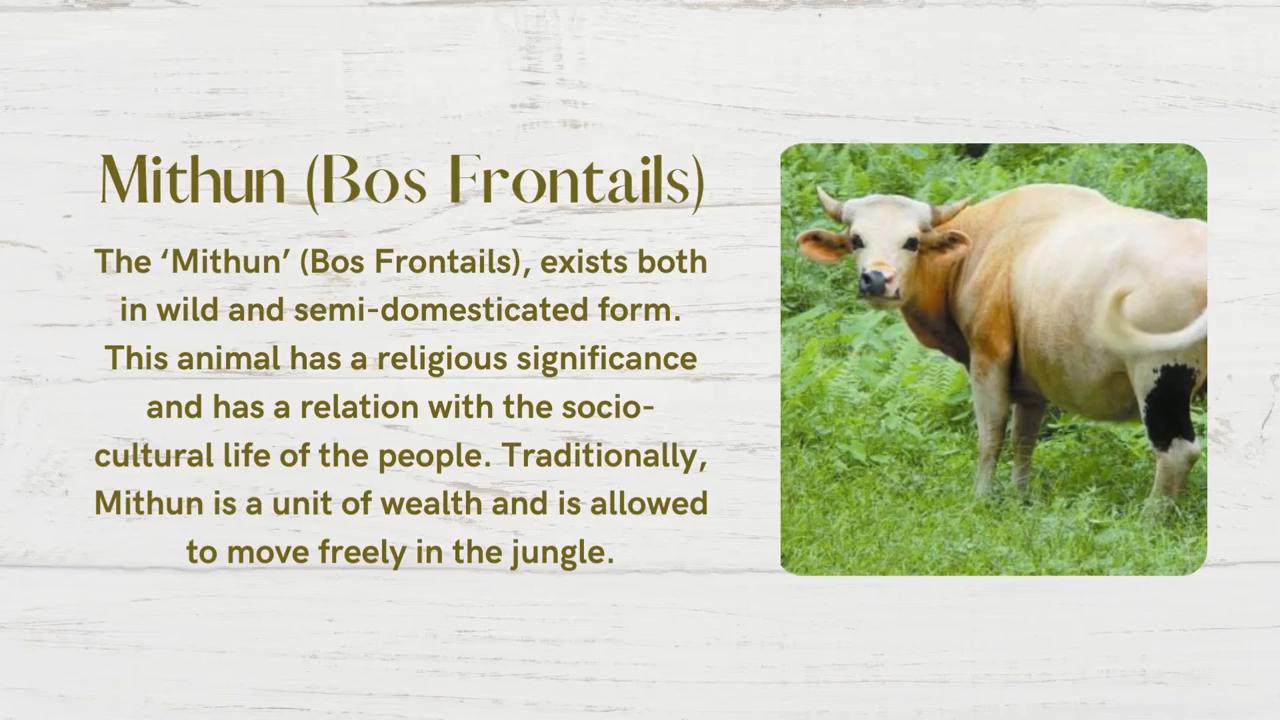 Mithun (Bos Frontails)
The ‘Mithun’ (Bos Frontails), exists both
in wild and semi-domesticated form.
This animal has a religious significance
and has a relation with the socio-
cultural life of the people. Traditionally,
Mithun is a unit of wealth and is allowed
to move freely in the jungle.